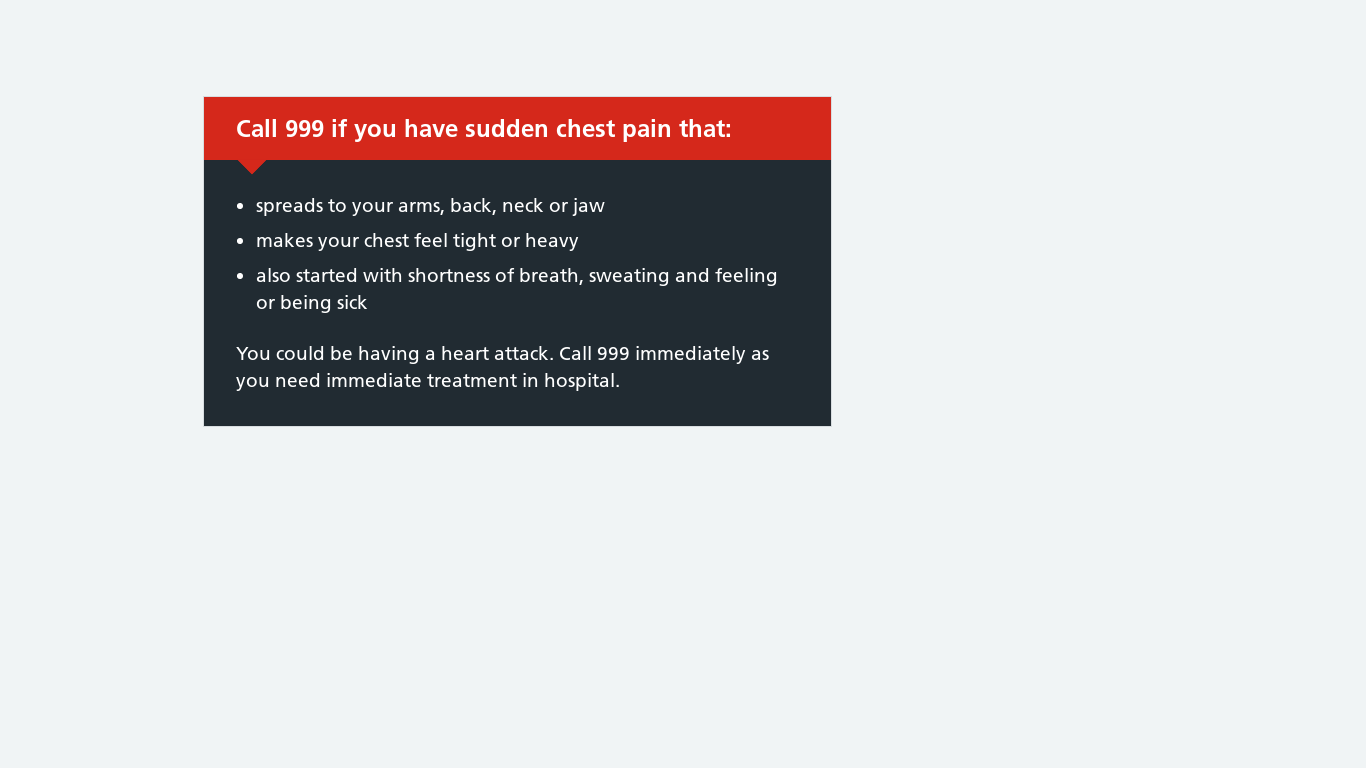 Call 999 if you have sudden chest pain that:
• spreads to your arms, back, neck or jaw
• makes your chest feel tight or heavy
• also started with shortness of breath, sweating and feeling
or being sick
You could be having a heart attack. Call 999 immediately as
you need immediate treatment in hospital.